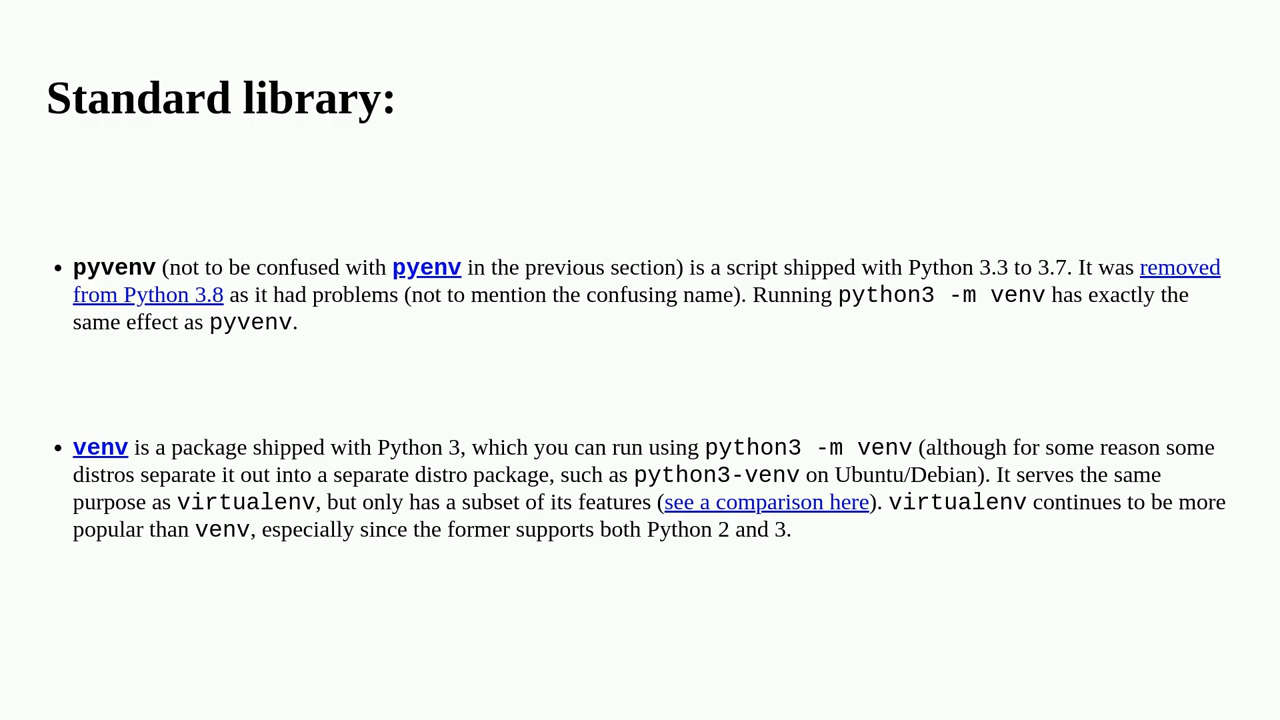 Standard library:
• pyvenv (not to be confused with pyenv in the previous section) is a script shipped with Python 3.3 to 3.7. It was removed
from Python 3.8 as it had problems (not to mention the confusing name). Running python3 -m venv has exactly the
same effect as pyvenv.
• venv is a package shipped with Python 3, which you can run using python3 -m venv (although for some reason some
distros separate it out into a separate distro package, such as python3-venv on Ubuntu/Debian). It serves the same
purpose as virtualenv, but only has a subset of its features (see a comparison here). virtualenv continues to be more
popular than venv, especially since the former supports both Python 2 and 3.